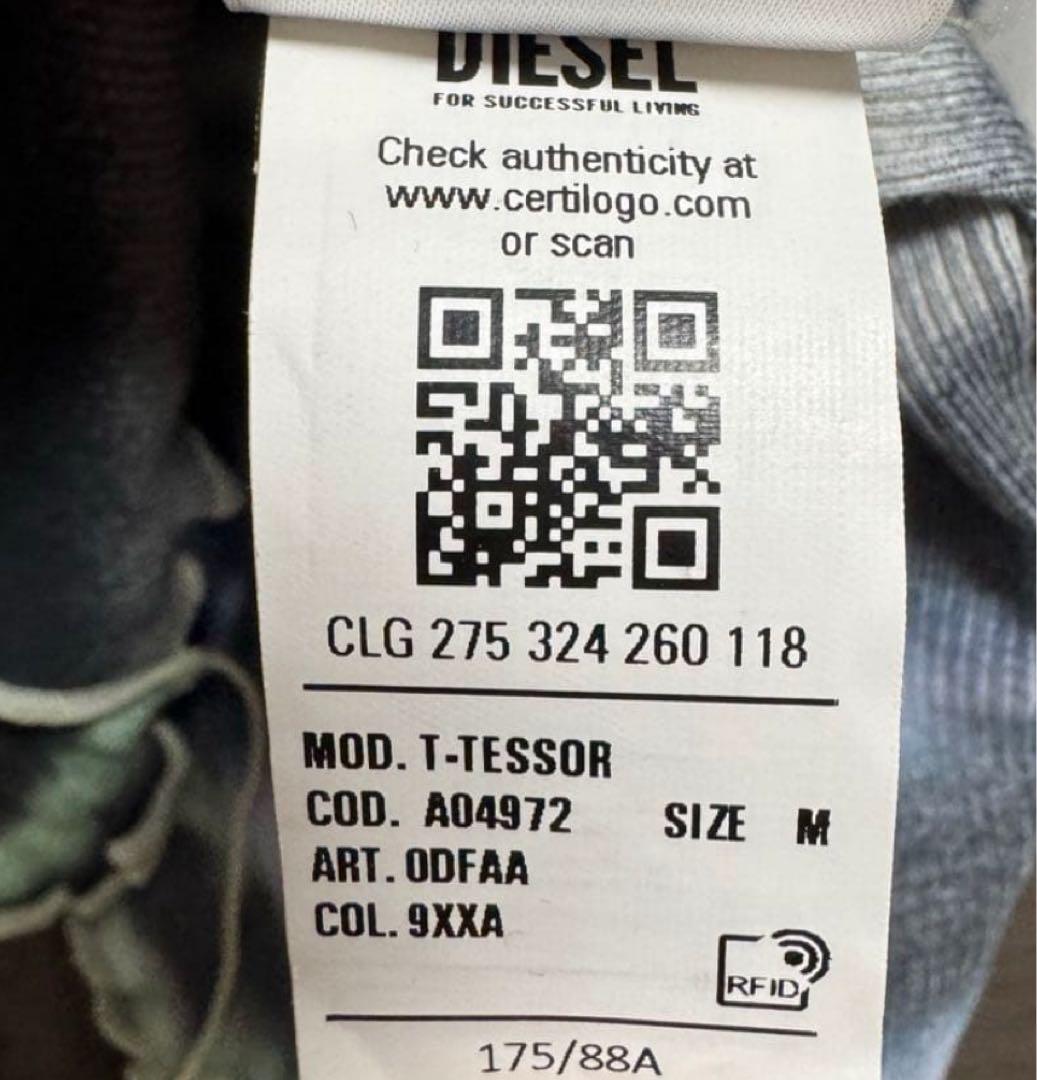 DIESEL
FOR SUCCESSFUL LIVING
Check authenticity at
www.certilogo.com
or scan
CLG 275 324 260 118
MOD. T-TESSOR
COD. A04972 SIZE M
ART. 0DFAA
COL. 9XXA
RFID
175/88A